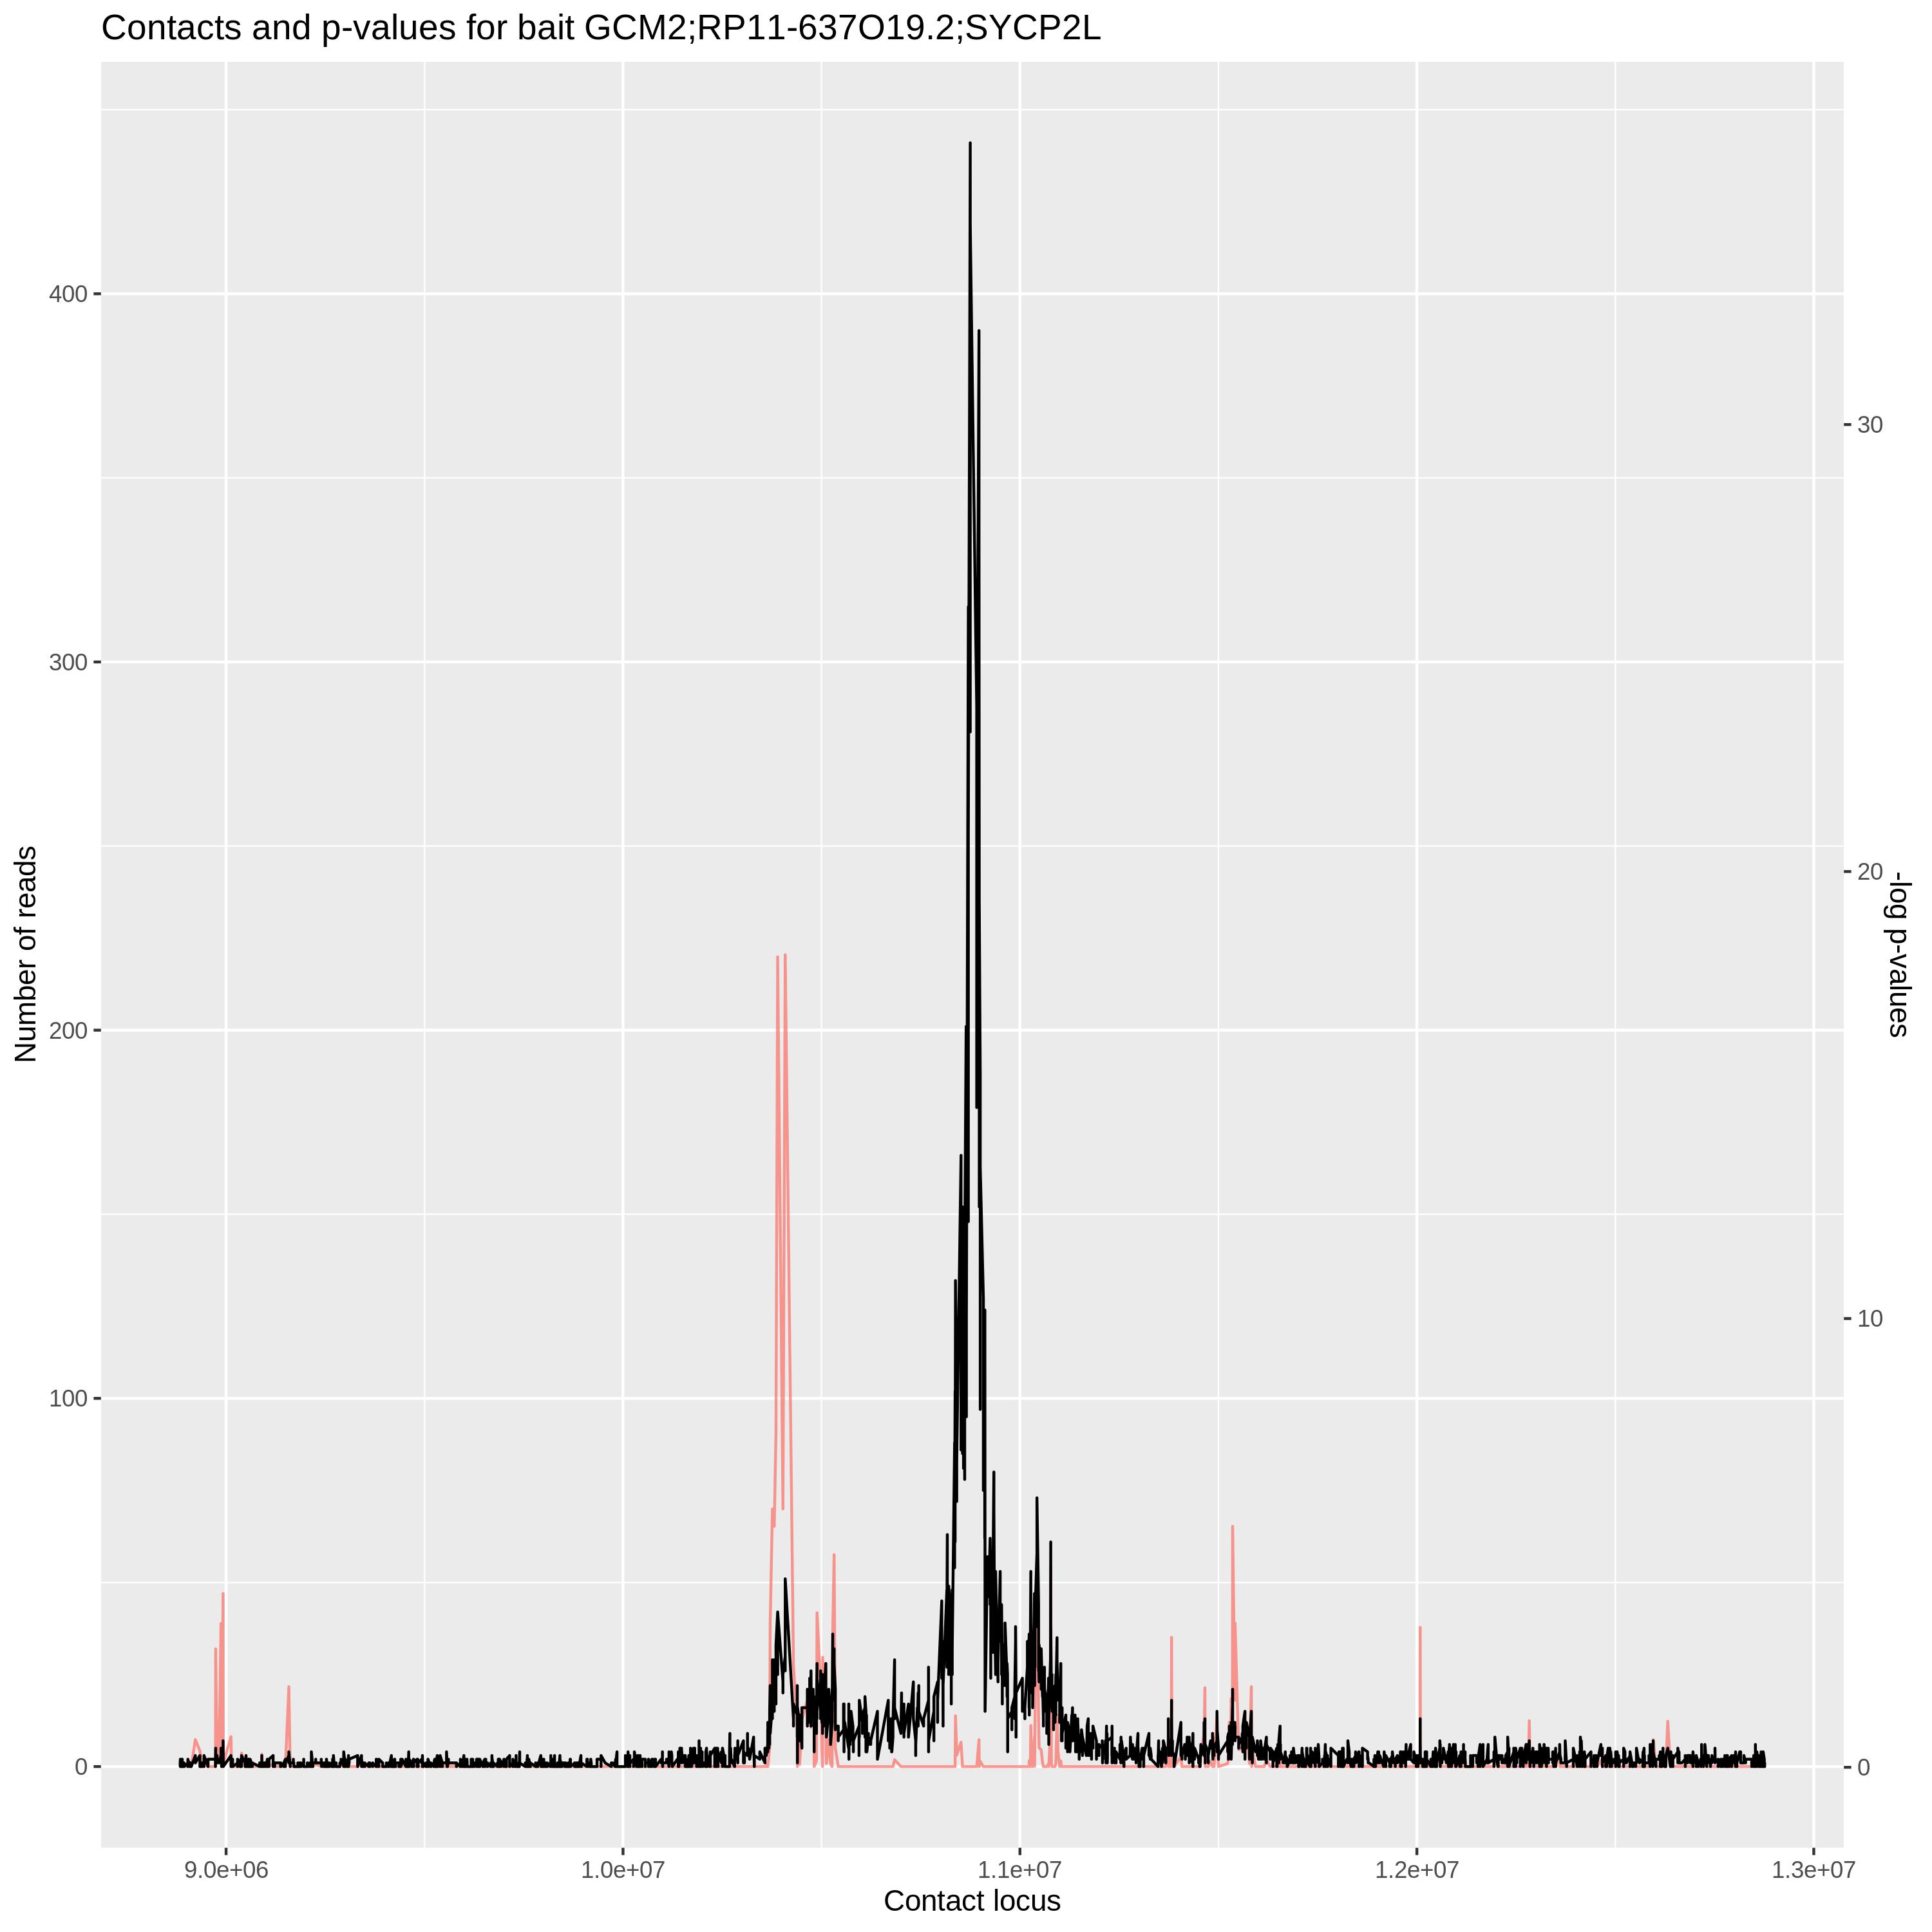 Contacts and p-values for bait GCM2;RP11-637O19.2;SYCP2L
Number of reads
400
300
200
100
0
30
20
10
0
-log p-values
9.0e+06
1.0e+07
1.1e+07
1.2e+07
1.3e+07
Contact locus